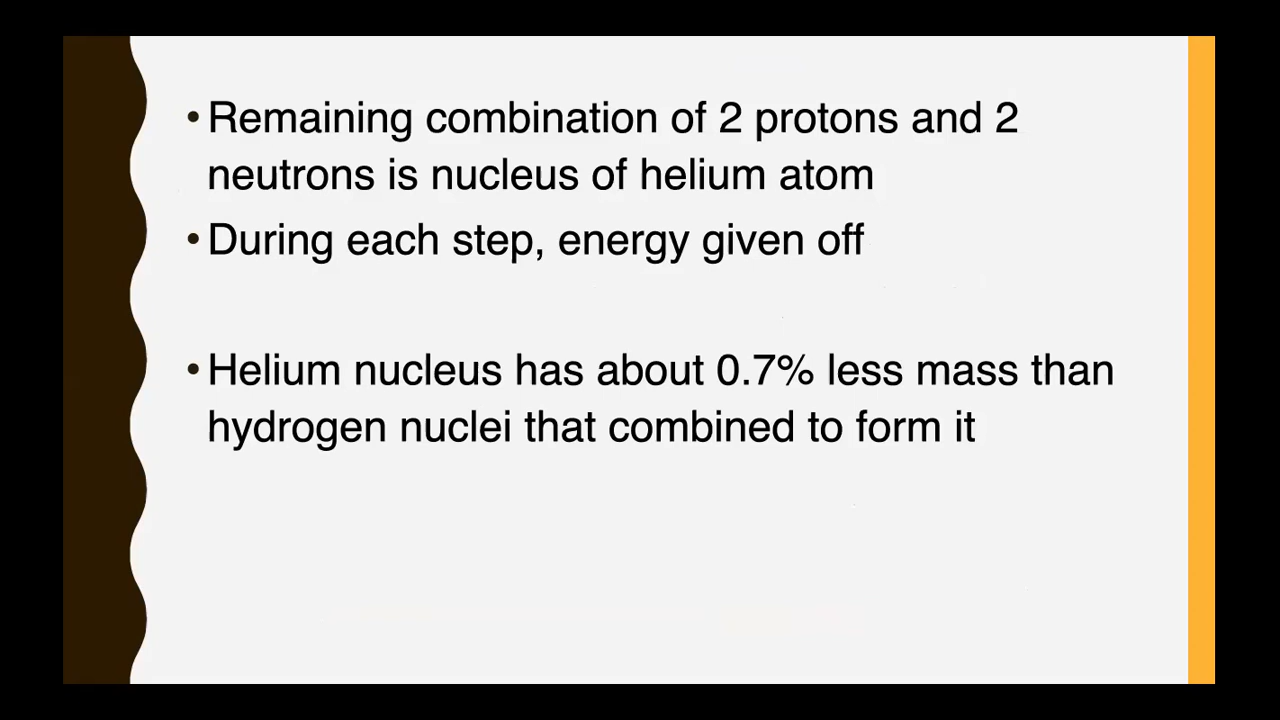 • Remaining combination of 2 protons and 2
neutrons is nucleus of helium atom
• During each step, energy given off
• Helium nucleus has about 0.7% less mass than
hydrogen nuclei that combined to form it